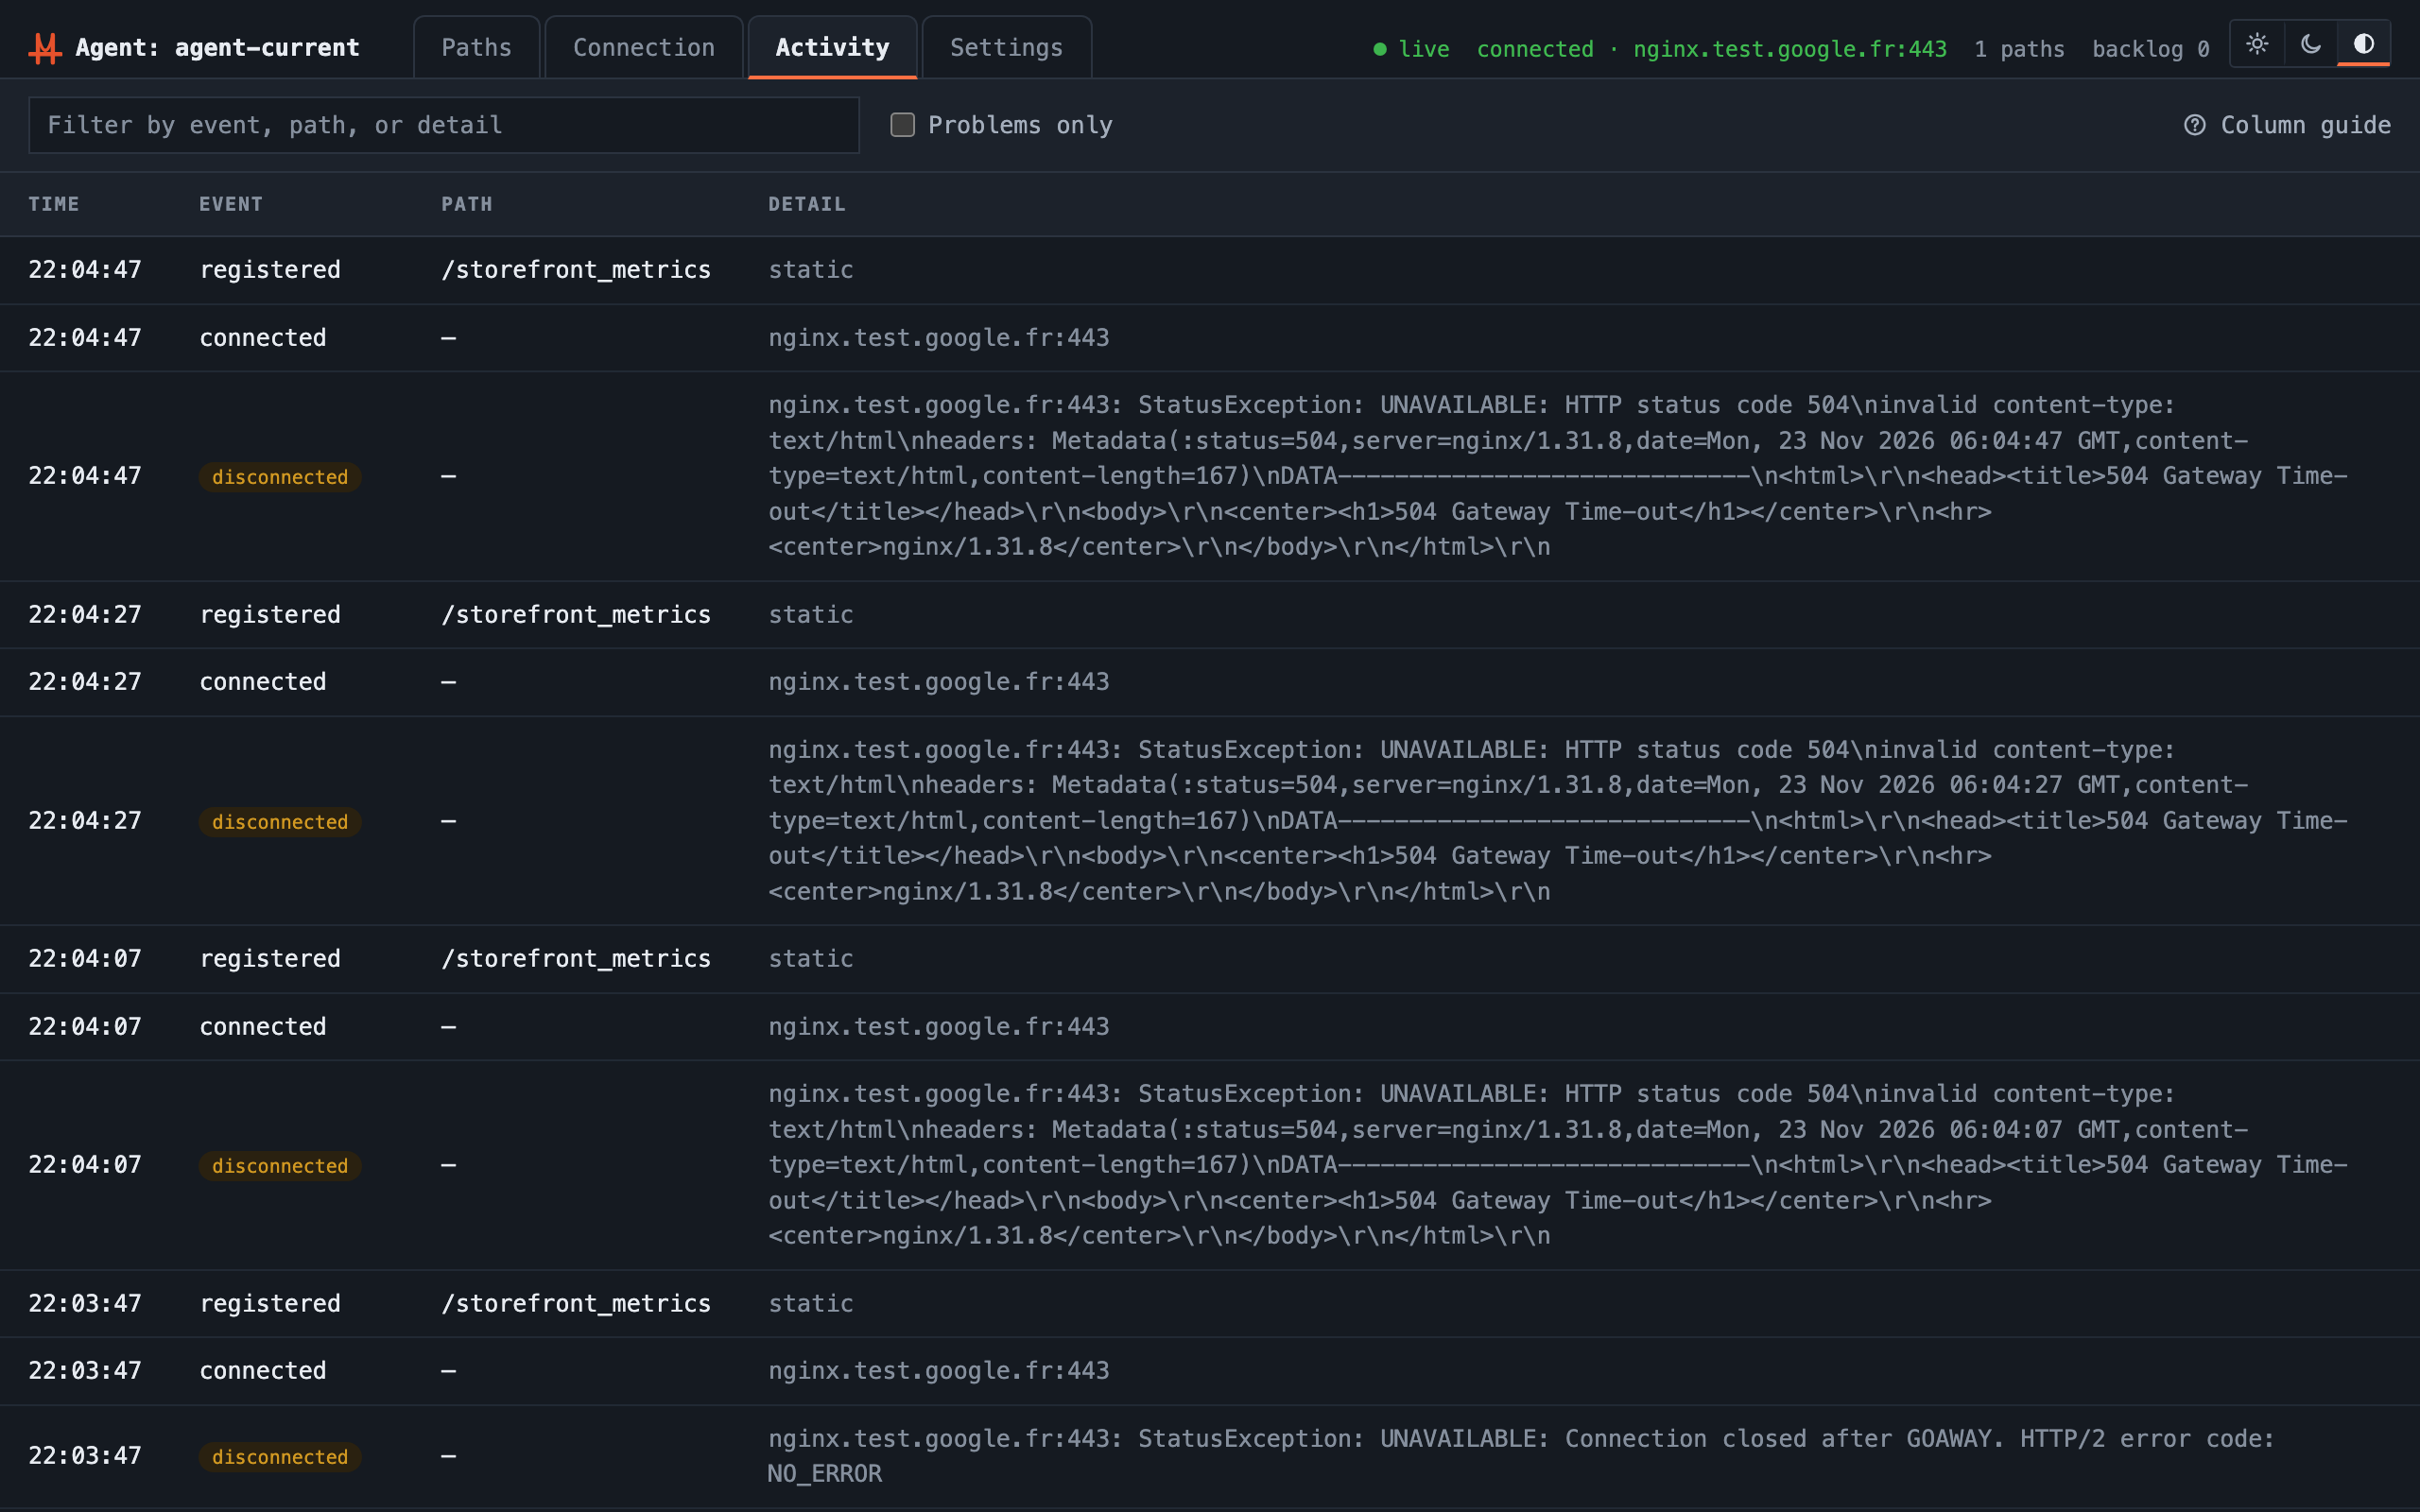 Agent: agent-current Paths Connection Activity Settings live connected · nginx.test.google.fr:443 1 paths backlog 0
Filter by event, path, or detail Problems only Column guide
TIME EVENT PATH DETAIL
22:04:47 registered /storefront_metrics static
22:04:47 connected — nginx.test.google.fr:443
22:04:47 disconnected — nginx.test.google.fr:443: StatusException: UNAVAILABLE: HTTP status code 504\ninvalid content-type:
text/html\nheaders: Metadata(:status=504,server=nginx/1.31.8,date=Mon, 23 Nov 2026 06:04:47 GMT,content-
type=text/html,content-length=167)\nDATA-----------------------------\n<html>\r\n<head><title>504 Gateway Time-
out</title></head>\r\n<body>\r\n<center><h1>504 Gateway Time-out</h1></center>\r\n<hr>
<center>nginx/1.31.8</center>\r\n</body>\r\n</html>\r\n
22:04:27 registered /storefront_metrics static
22:04:27 connected — nginx.test.google.fr:443
22:04:27 disconnected — nginx.test.google.fr:443: StatusException: UNAVAILABLE: HTTP status code 504\ninvalid content-type:
text/html\nheaders: Metadata(:status=504,server=nginx/1.31.8,date=Mon, 23 Nov 2026 06:04:27 GMT,content-
type=text/html,content-length=167)\nDATA-----------------------------\n<html>\r\n<head><title>504 Gateway Time-
out</title></head>\r\n<body>\r\n<center><h1>504 Gateway Time-out</h1></center>\r\n<hr>
<center>nginx/1.31.8</center>\r\n</body>\r\n</html>\r\n
22:04:07 registered /storefront_metrics static
22:04:07 connected — nginx.test.google.fr:443
22:04:07 disconnected — nginx.test.google.fr:443: StatusException: UNAVAILABLE: HTTP status code 504\ninvalid content-type:
text/html\nheaders: Metadata(:status=504,server=nginx/1.31.8,date=Mon, 23 Nov 2026 06:04:07 GMT,content-
type=text/html,content-length=167)\nDATA-----------------------------\n<html>\r\n<head><title>504 Gateway Time-
out</title></head>\r\n<body>\r\n<center><h1>504 Gateway Time-out</h1></center>\r\n<hr>
<center>nginx/1.31.8</center>\r\n</body>\r\n</html>\r\n
22:03:47 registered /storefront_metrics static
22:03:47 connected — nginx.test.google.fr:443
22:03:47 disconnected — nginx.test.google.fr:443: StatusException: UNAVAILABLE: Connection closed after GOAWAY. HTTP/2 error code:
NO_ERROR